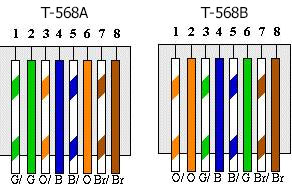 T-568A
1 2 3 4 5 6 7 8
G/ G O/ B B/ O Br/ Br
T-568B
1 2 3 4 5 6 7 8
O/ O G/ B B/ G Br/ Br